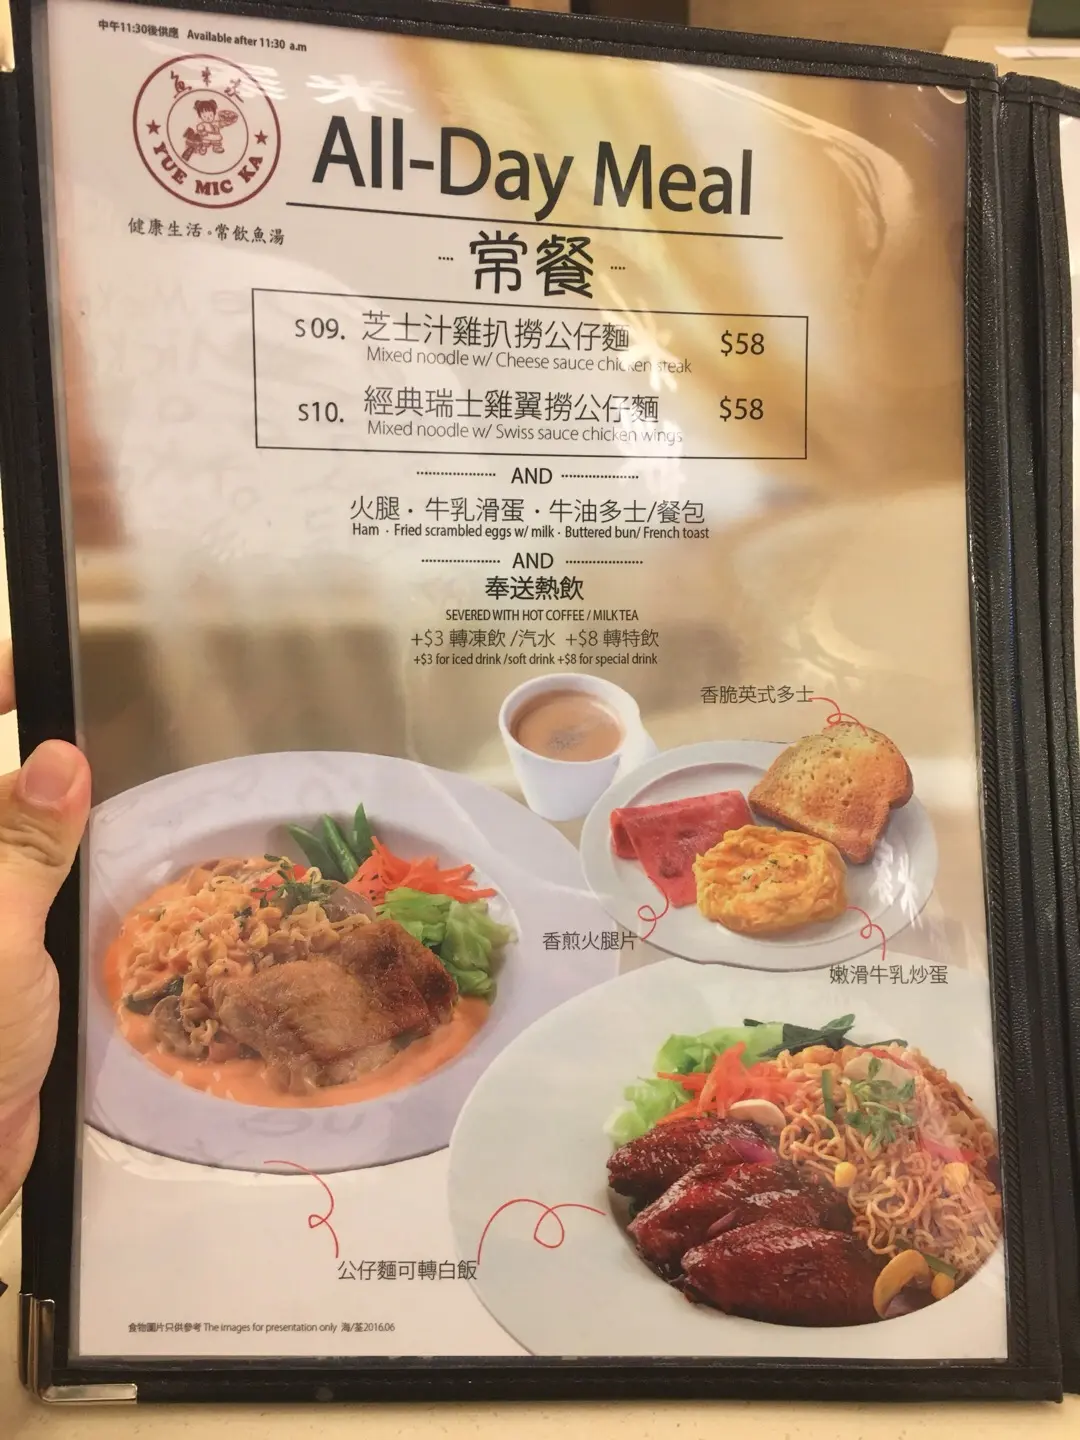 中午11:30後供應 Available after 11:30 a.m
魚米家
YUE MIC KA
健康生活。常飲魚湯
All-Day Meal
常餐
S09. 芝士汁雞扒撈公仔麵 $58
Mixed noodle w/ Cheese sauce chicken steak
S10. 經典瑞士雞翼撈公仔麵 $58
Mixed noodle w/ Swiss sauce chicken wings
AND
火腿．牛乳滑蛋．牛油多士/餐包
Ham · Fried scrambled eggs w/ milk · Buttered bun/ French toast
AND
奉送熱飲
SEVERED WITH HOT COFFEE / MILK TEA
+$3 轉凍飲 /汽水 +$8 轉特飲
+$3 for iced drink /soft drink +$8 for special drink
香脆英式多士
香煎火腿片
嫩滑牛乳炒蛋
公仔麵可轉白飯
食物圖片只供參考 The images for presentation only 海/荃2016.06